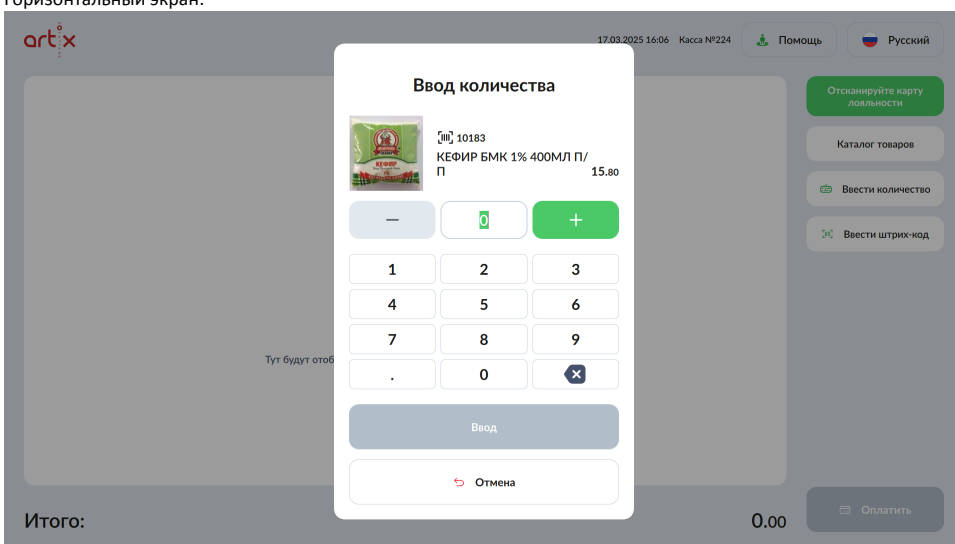 Горизонтальный экран:
artix
17.03.2025 16:06 Касса №224 Помощь Русский
Ввод количества
10183
КЕФИР БМК 1% 400МЛ П/
П 15.80
КЕФИР
1%
− 0 +
1 2 3
4 5 6
7 8 9
. 0
Ввод
Отмена
Тут будут отоб
Отсканируйте карту
лояльности
Каталог товаров
Ввести количество
Ввести штрих-код
Итого: 0.00
Оплатить